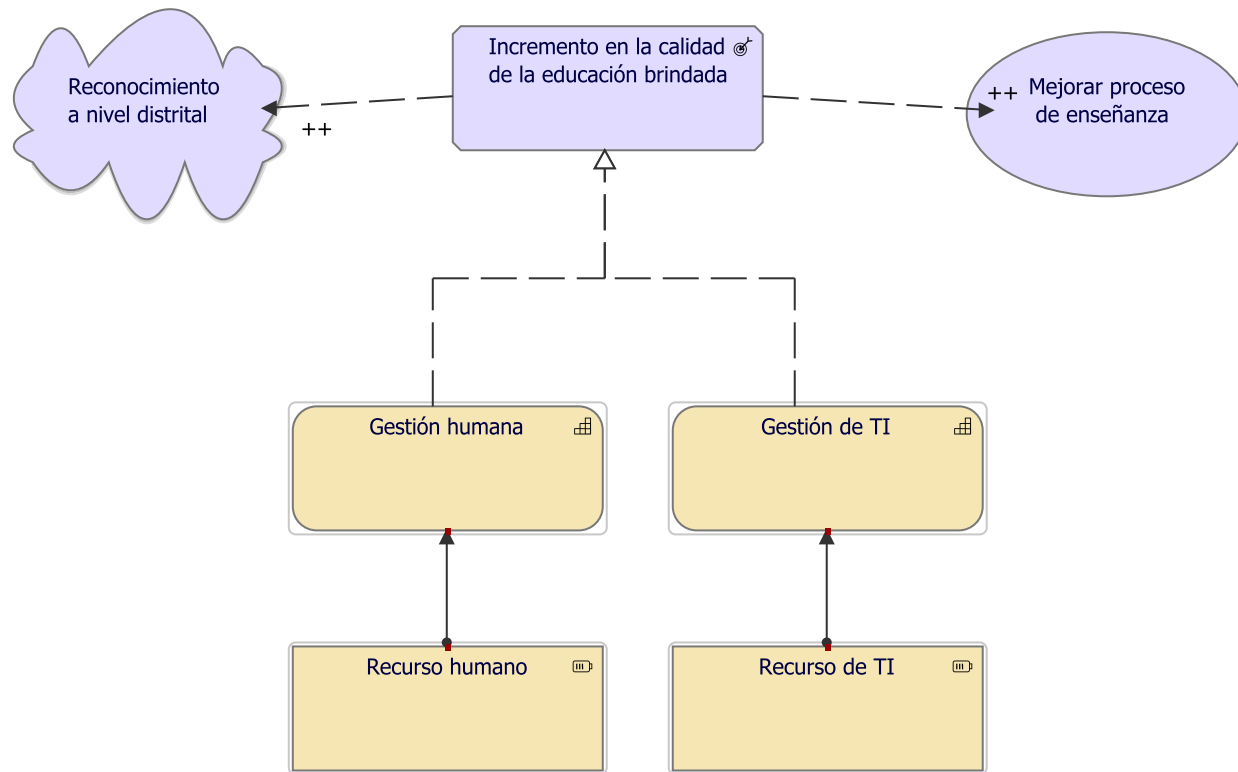 Incremento en la calidad
de la educación brindada
Reconocimiento
a nivel distrital
++
++
Mejorar proceso
de enseñanza
Gestión humana
Gestión de TI
Recurso humano
Recurso de TI